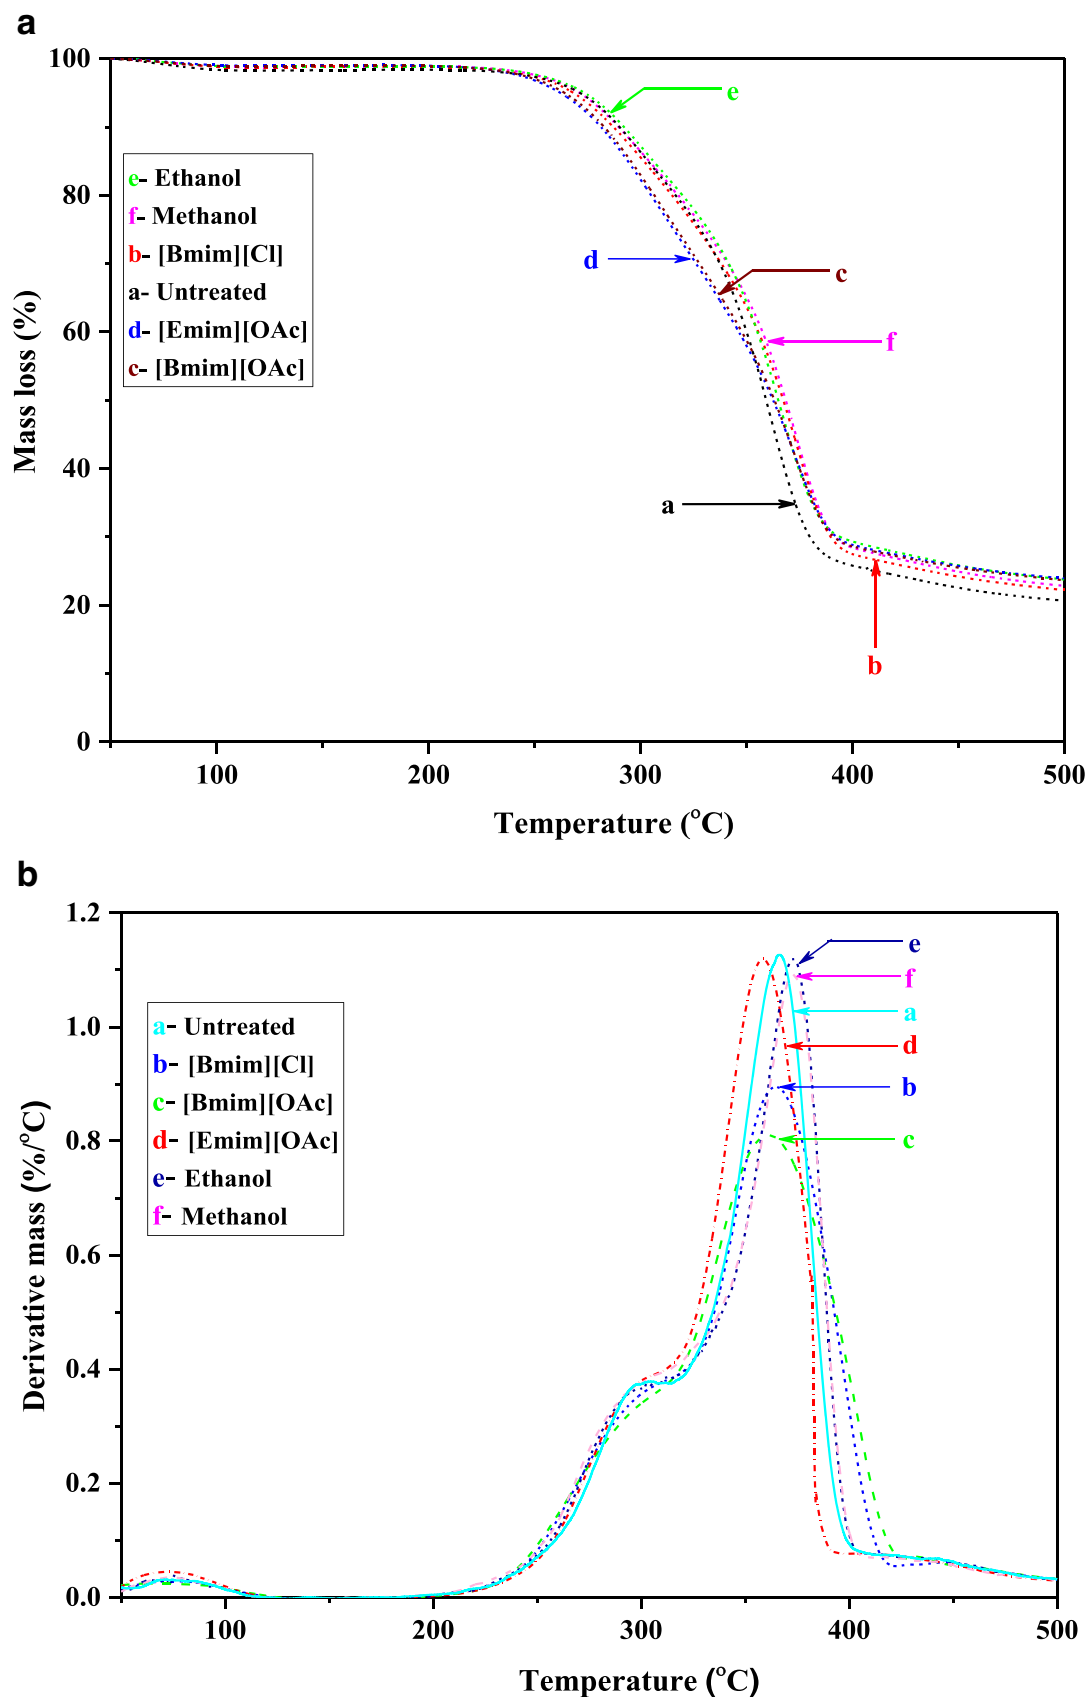 a
100
80
60
40
20
0
Mass loss (%)
e- Ethanol
f- Methanol
b- [Bmim][Cl]
a- Untreated
d- [Emim][OAc]
c- [Bmim][OAc]
e
d
c
f
a
b
100
200
300
400
500
Temperature (°C)
b
1.2
1.0
0.8
0.6
0.4
0.2
0.0
Derivative mass (%/°C)
a- Untreated
b- [Bmim][Cl]
c- [Bmim][OAc]
d- [Emim][OAc]
e- Ethanol
f- Methanol
e
f
a
d
b
c
100
200
300
400
500
Temperature (°C)